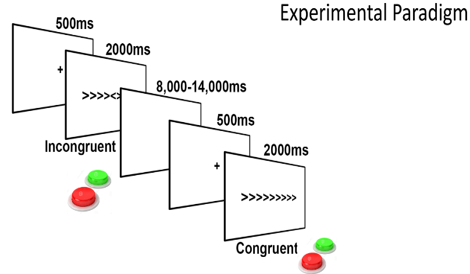 Experimental Paradigm
500ms
+
2000ms
>>>><>
Incongruent
8,000-14,000ms
500ms
+
2000ms
>>>>>>>>>
Congruent